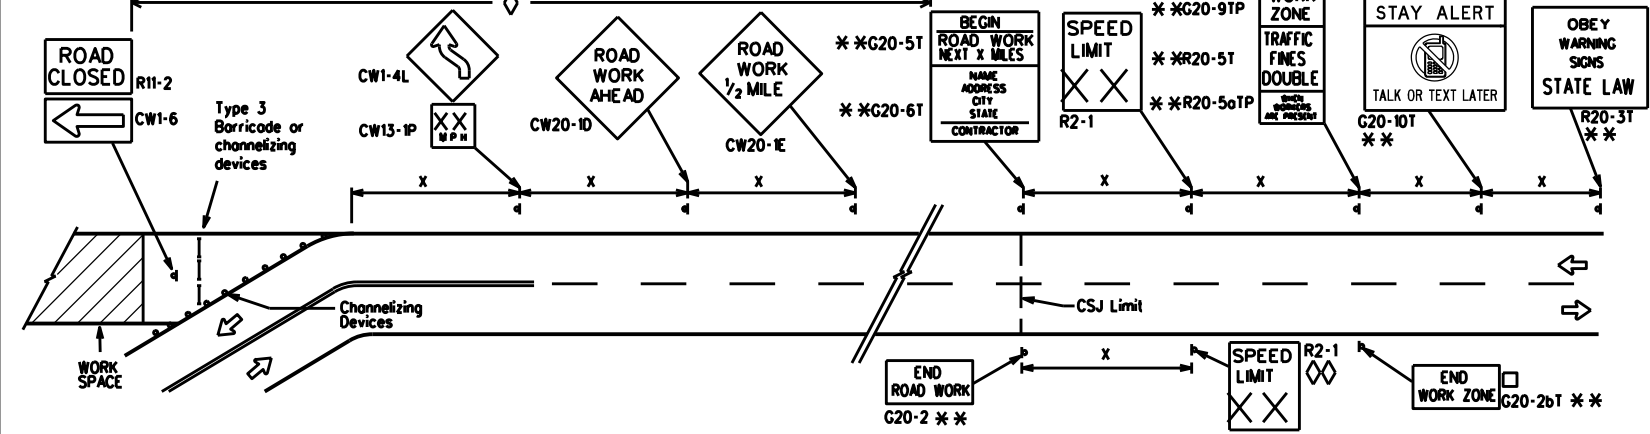 ROAD
CLOSED
R11-2
CW1-6
Type 3
Barricade or
channelizing
devices
CW1-4L
CW13-1P
XX
MPH
ROAD
WORK
AHEAD
CW20-1D
ROAD
WORK
1/2 MILE
CW20-1E
* *G20-5T
* *G20-6T
BEGIN
ROAD WORK
NEXT X MILES
NAME
ADDRESS
CITY
STATE
CONTRACTOR
SPEED
LIMIT
XX
R2-1
* *G20-9TP
* *R20-5T
* *R20-5aTP
ZONE
TRAFFIC
FINES
DOUBLE
WHEN
WORKERS
ARE PRESENT
STAY ALERT
TALK OR TEXT LATER
G20-10T
* *
OBEY
WARNING
SIGNS
STATE LAW
R20-3T
* *
X
X
X
X
X
X
X
WORK
SPACE
Channelizing
Devices
CSJ Limit
END
ROAD WORK
G20-2 * *
X
SPEED
LIMIT
XX
R2-1
END
WORK ZONE
G20-2bT * *